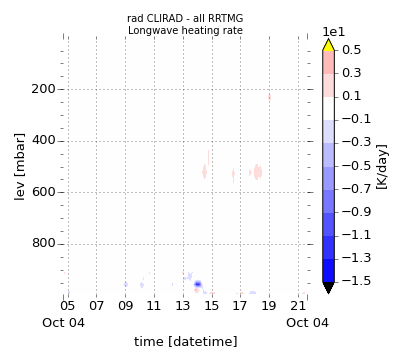 rad CLIRAD - all RRTMG
Longwave heating rate
1e1
0.5
0.3
0.1
−0.1
−0.3
−0.5
−0.7
−0.9
−1.1
−1.3
−1.5
[K/day]
lev [mbar]
200
400
600
800
05 07 09 11 13 15 17 19 21
Oct 04 Oct 04
time [datetime]